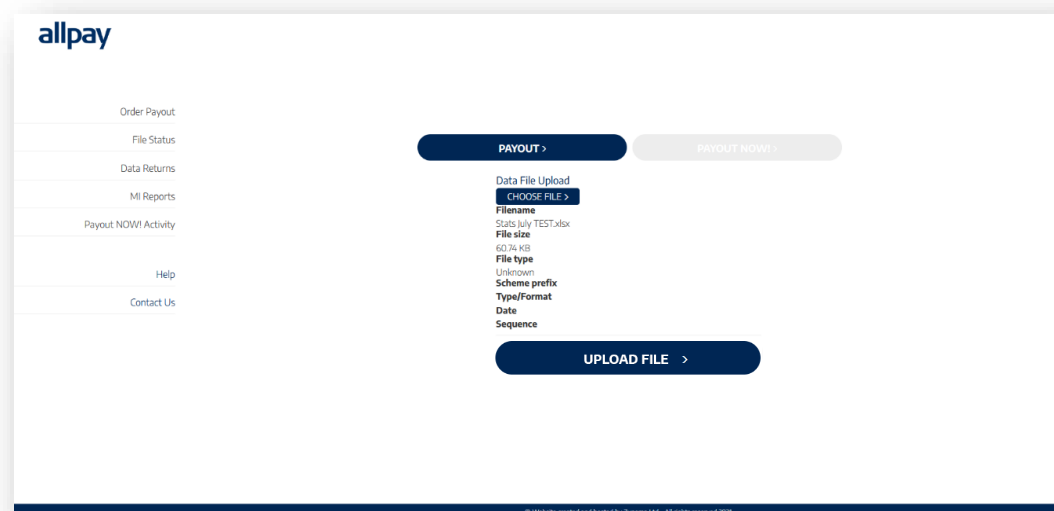 allpay
Order Payout
File Status
Data Returns
MI Reports
Payout NOW! Activity
Help
Contact Us
PAYOUT >
PAYOUT NOW! >
Data File Upload
CHOOSE FILE >
Filename
Stats July TEST.xlsx
File size
60.74 KB
File type
Unknown
Scheme prefix
Type/Format
Date
Sequence
UPLOAD FILE >